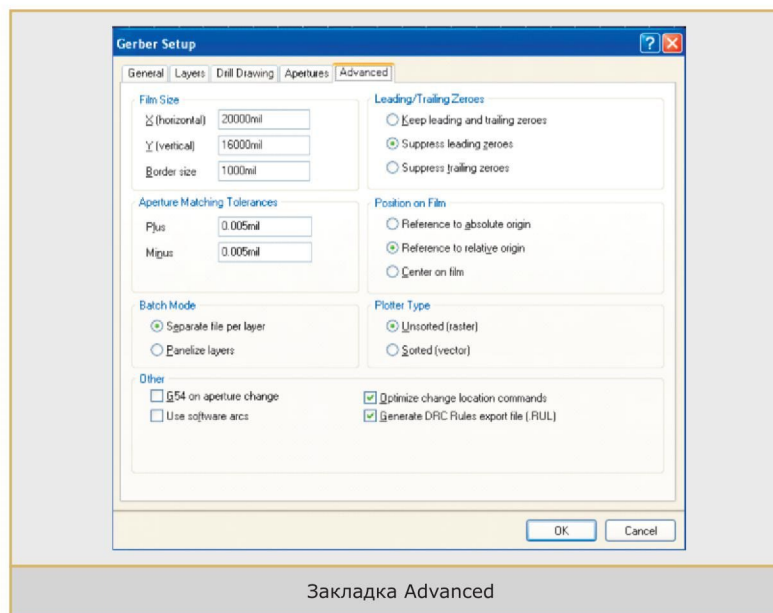 Gerber Setup
General Layers Drill Drawing Apertures Advanced
Film Size
X (horizontal) 20000mil
Y (vertical) 16000mil
Border size 1000mil
Leading/Trailing Zeroes
Keep leading and trailing zeroes
Suppress leading zeroes
Suppress trailing zeroes
Aperture Matching Tolerances
Plus 0.005mil
Minus 0.005mil
Position on Film
Reference to absolute origin
Reference to relative origin
Center on film
Batch Mode
Separate file per layer
Panelize layers
Plotter Type
Unsorted (raster)
Sorted (vector)
Other
G54 on aperture change
Use software arcs
Optimize change location commands
Generate DRC Rules export file (.RUL)
OK Cancel
Закладка Advanced